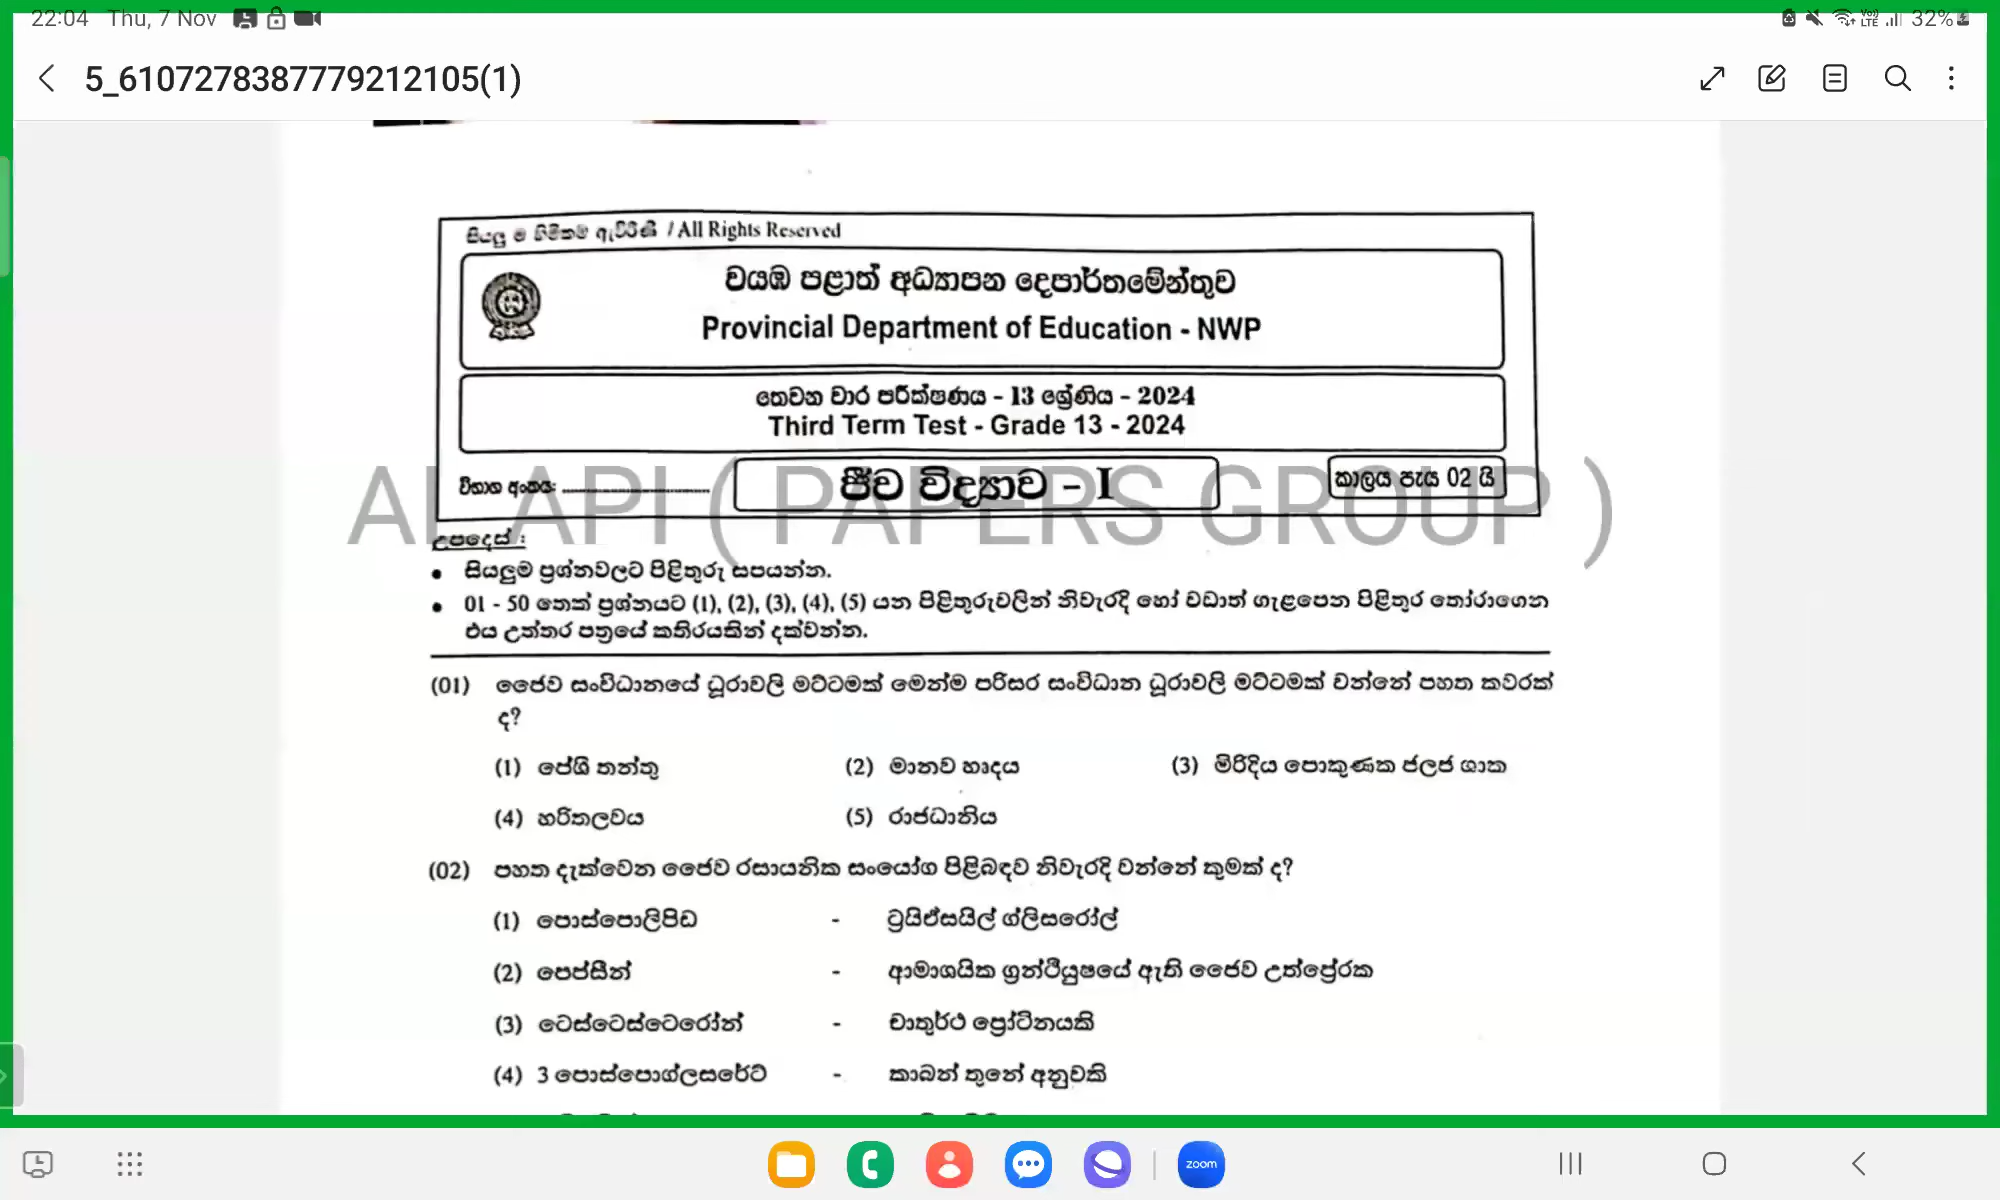 22:04 Thu, 7 Nov
32%
5_6107278387779212105(1)
සියලු ම හිමිකම් ඇවිරිණි / All Rights Reserved
වයඹ පළාත් අධ්‍යාපන දෙපාර්තමේන්තුව
Provincial Department of Education - NWP
තෙවන වාර පරීක්ෂණය - 13 ශ්‍රේණිය - 2024
Third Term Test - Grade 13 - 2024
විභාග අංකය:
ජීව විද්‍යාව - I
කාලය පැය 02 යි
AL API ( PAPERS GROUP )
උපදෙස් :
• සියලුම ප්‍රශ්නවලට පිළිතුරු සපයන්න.
• 01 - 50 තෙක් ප්‍රශ්නයට (1), (2), (3), (4), (5) යන පිළිතුරුවලින් නිවැරදි හෝ වඩාත් ගැළපෙන පිළිතුර තෝරාගෙන
එය උත්තර පත්‍රයේ කතිරයකින් දක්වන්න.
(01) ජෛව සංවිධානයේ ධූරාවලි මට්ටමක් මෙන්ම පරිසර සංවිධාන ධූරාවලි මට්ටමක් වන්නේ පහත කවරක්
ද?
(1) පේශි තන්තු (2) මානව හෘදය (3) මිරිදිය පොකුණක ජලජ ශාක
(4) හරිතලවය (5) රාජධානිය
(02) පහත දැක්වෙන ජෛව රසායනික සංයෝග පිළිබඳව නිවැරදි වන්නේ කුමක් ද?
(1) පොස්පොලිපිඩ - ට්‍රයිඒසයිල් ග්ලිසරෝල්
(2) පෙප්සීන් - ආමාශයික ග්‍රන්ථියුෂයේ ඇති ජෛව උත්ප්‍රේරක
(3) ටෙස්ටෙස්ටෙරෝන් - චාතුර්ථ ප්‍රෝටිනයකි
(4) 3 පොස්පොග්ලසරේට් - කාබන් තුනේ අනුවකි
zoom